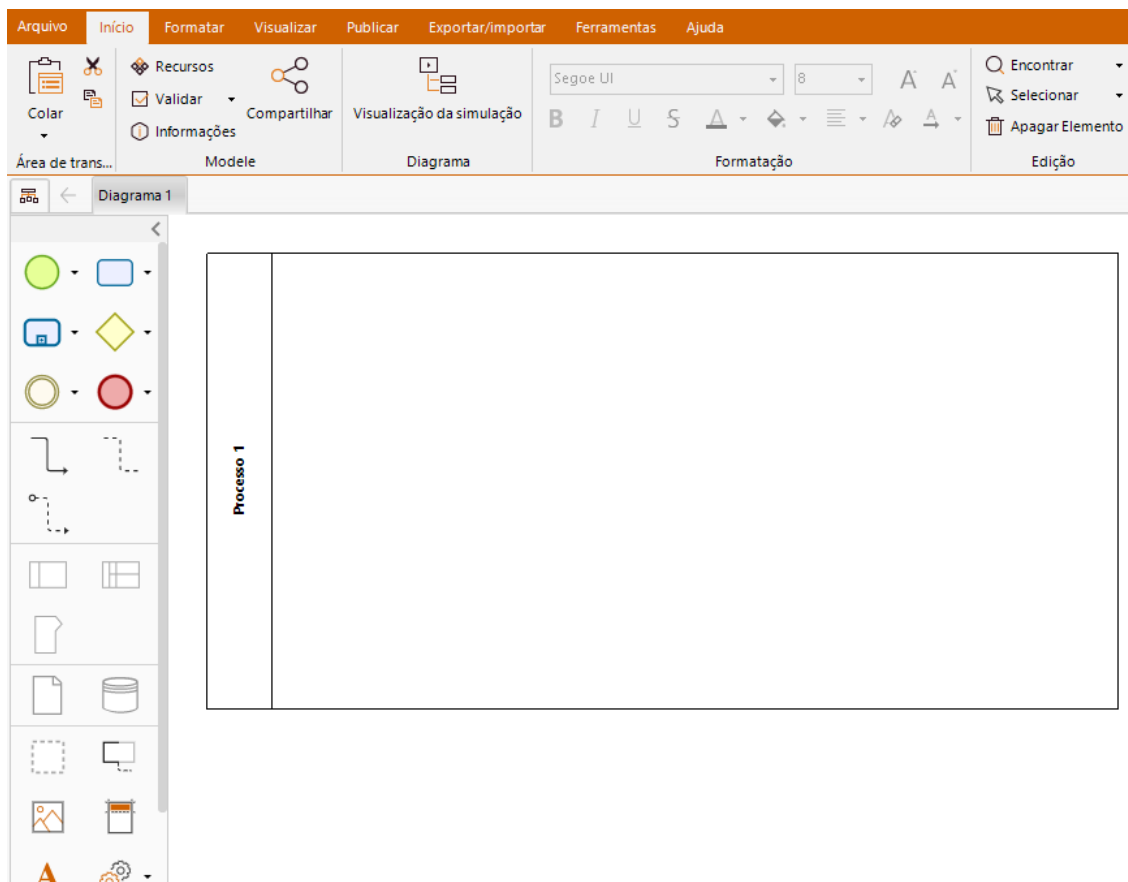 Arquivo Início Formatar Visualizar Publicar Exportar/importar Ferramentas Ajuda
Colar
Recursos
Validar
Informações
Compartilhar
Visualização da simulação
Segoe UI 8
B I U S A A
A A
Encontrar
Selecionar
Apagar Elemento
Área de trans... Modele Diagrama Formatação Edição
Diagrama 1
Processo 1
A